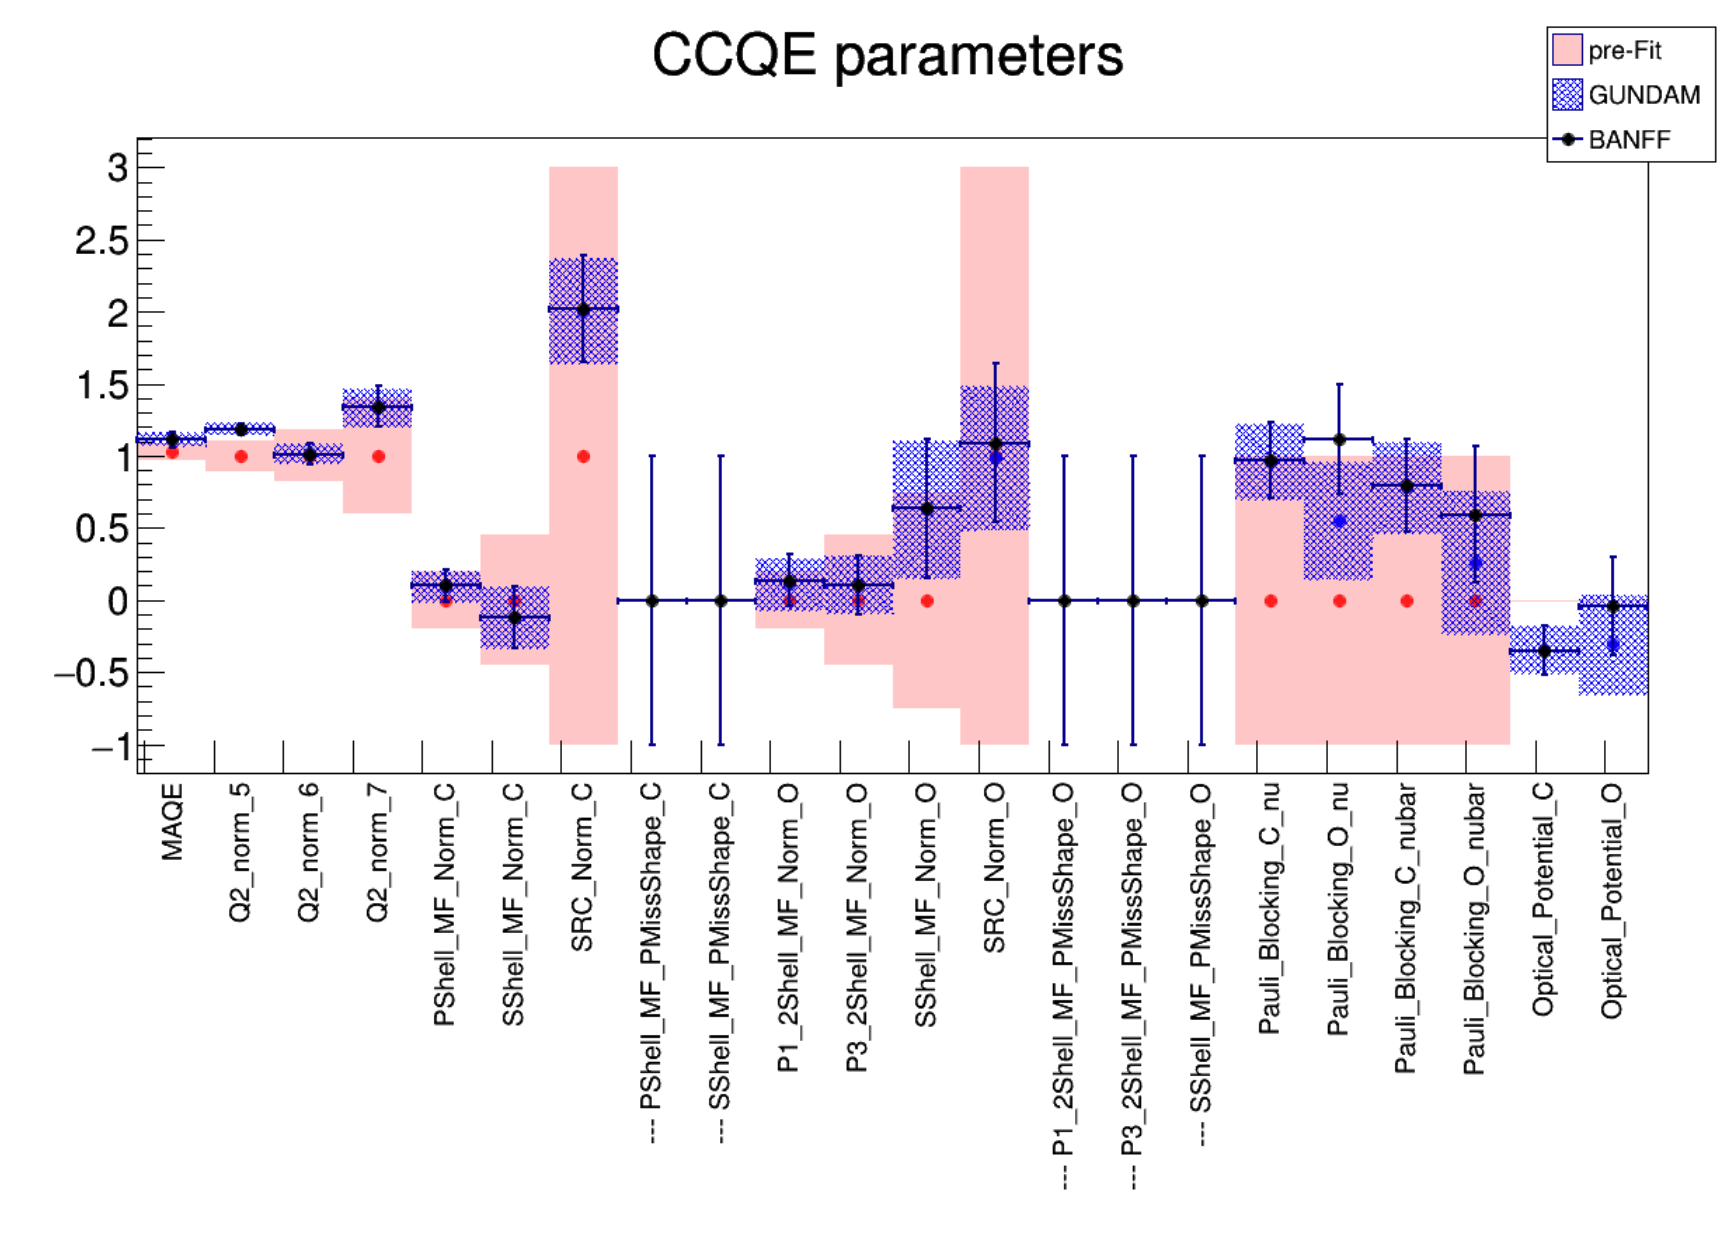 CCQE parameters
pre-Fit
GUNDAM
BANFF
3
2.5
2
1.5
1
0.5
0
−0.5
−1
MAQE
Q2_norm_5
Q2_norm_6
Q2_norm_7
PShell_MF_Norm_C
SShell_MF_Norm_C
SRC_Norm_C
--- PShell_MF_PMissShape_C
--- SShell_MF_PMissShape_C
P1_2Shell_MF_Norm_O
P3_2Shell_MF_Norm_O
SShell_MF_Norm_O
SRC_Norm_O
--- P1_2Shell_MF_PMissShape_O
--- P3_2Shell_MF_PMissShape_O
--- SShell_MF_PMissShape_O
Pauli_Blocking_C_nu
Pauli_Blocking_O_nu
Pauli_Blocking_C_nubar
Pauli_Blocking_O_nubar
Optical_Potential_C
Optical_Potential_O